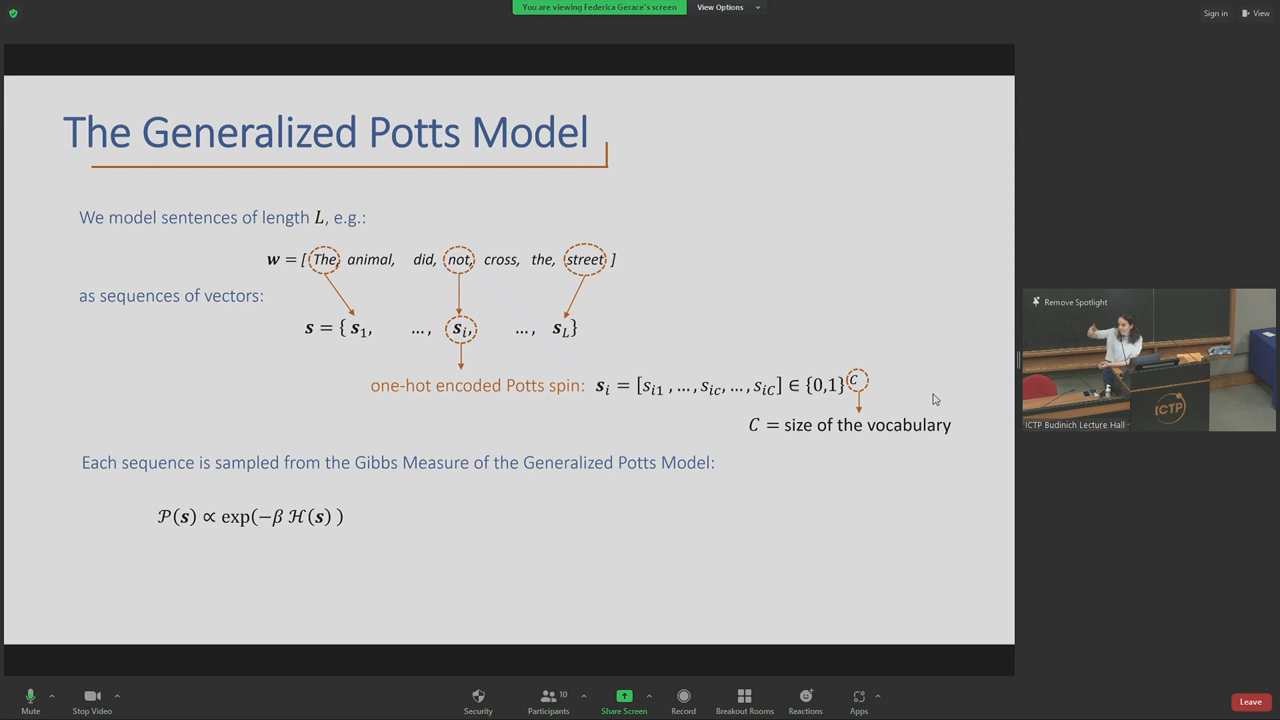 You are viewing Federica Gerace's screen
View Options
Sign in
View
The Generalized Potts Model
We model sentences of length L, e.g.:
w = [ The, animal, did, not, cross, the, street ]
as sequences of vectors:
s = { s₁, ..., sᵢ, ..., s_L}
one-hot encoded Potts spin: sᵢ = [sᵢ₁ , ..., s_ic, ..., s_iC] ∈ {0,1}^C
C = size of the vocabulary
Each sequence is sampled from the Gibbs Measure of the Generalized Potts Model:
𝒫(s) ∝ exp(−β ℋ(s) )
Remove Spotlight
ICTP
ICTP Budinich Lecture Hall
Mute
Stop Video
Security
Participants
10
Share Screen
Record
Breakout Rooms
Reactions
Apps
Leave